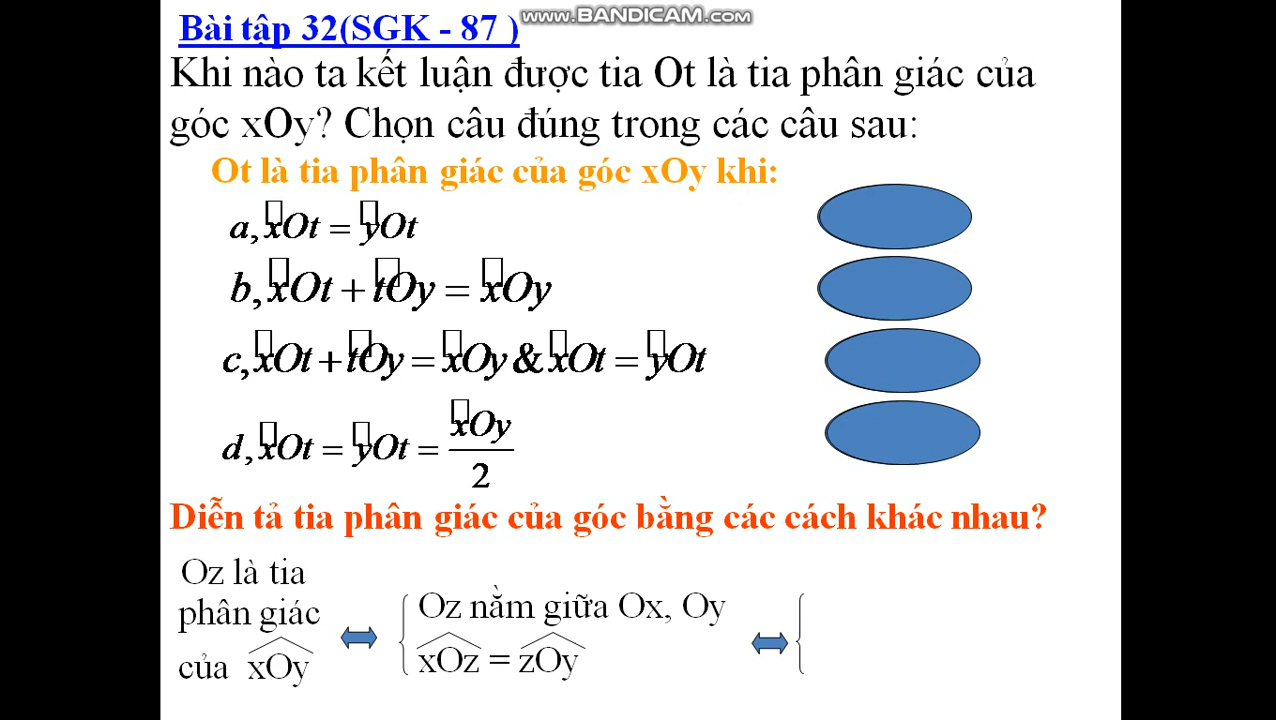 www.BANDICAM.com
Bài tập 32(SGK - 87 )
Khi nào ta kết luận được tia Ot là tia phân giác của
góc xOy? Chọn câu đúng trong các câu sau:
Ot là tia phân giác của góc xOy khi:
a, xOt = yOt
b, xOt + tOy = xOy
c, xOt + tOy = xOy & xOt = yOt
d, xOt = yOt = xOy
2
Diễn tả tia phân giác của góc bằng các cách khác nhau?
Oz là tia
phân giác
của xOy
Oz nằm giữa Ox, Oy
xOz = zOy